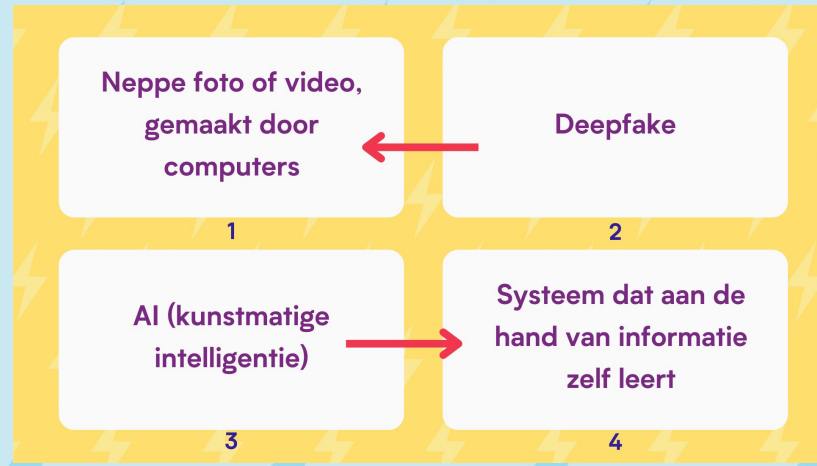 Neppe foto of video,
gemaakt door
computers
Deepfake
1
2
AI (kunstmatige
intelligentie)
Systeem dat aan de
hand van informatie
zelf leert
3
4